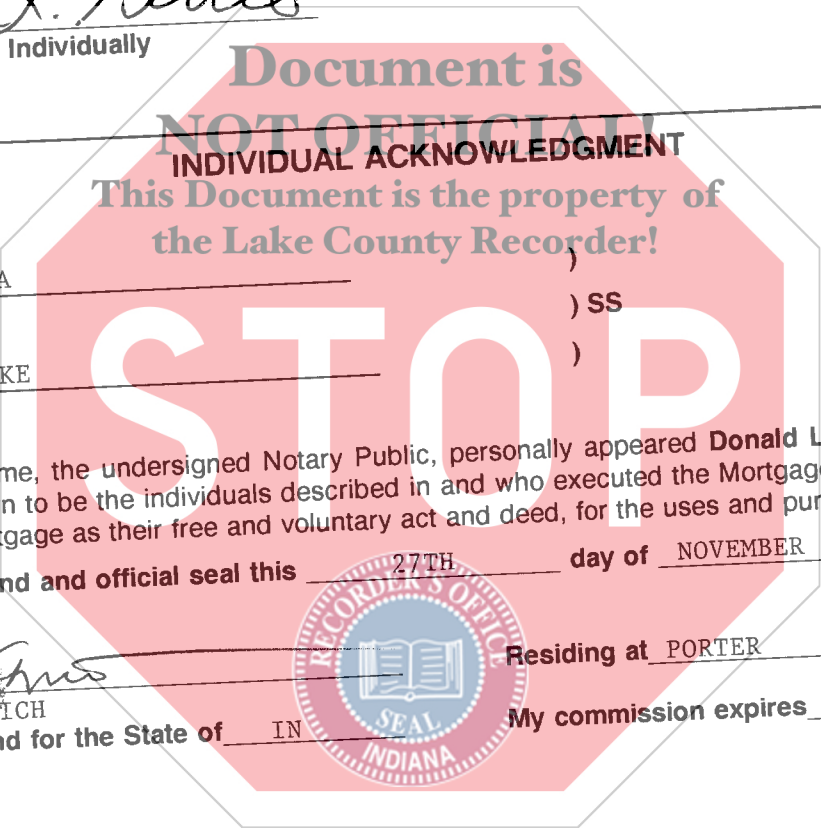 Individually
Document is
NOT OFFICIAL!
INDIVIDUAL ACKNOWLEDGMENT
This Document is the property of
the Lake County Recorder!
A
)
) SS
KE
)
STOP
me, the undersigned Notary Public, personally appeared Donald L
n to be the individuals described in and who executed the Mortgag
gage as their free and voluntary act and deed, for the uses and pur
nd and official seal this 27TH day of NOVEMBER
RECORDER'S OFFICE
SEAL
INDIANA
Residing at PORTER
ICH
nd for the State of IN
My commission expires